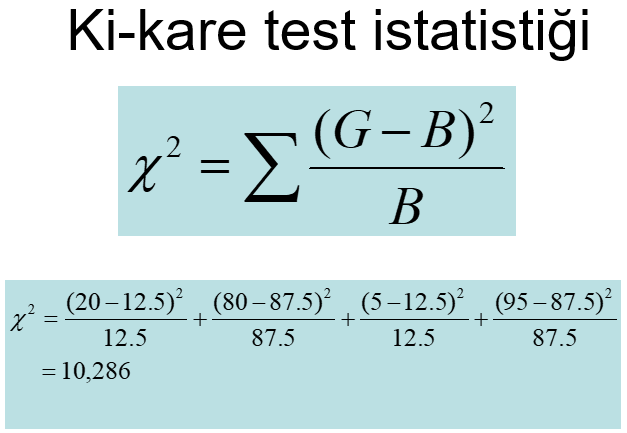 Ki-kare test istatistiği
χ² = ∑ (G – B)² / B
χ² = (20 – 12.5)² / 12.5 + (80 – 87.5)² / 87.5 + (5 – 12.5)² / 12.5 + (95 – 87.5)² / 87.5
= 10,286